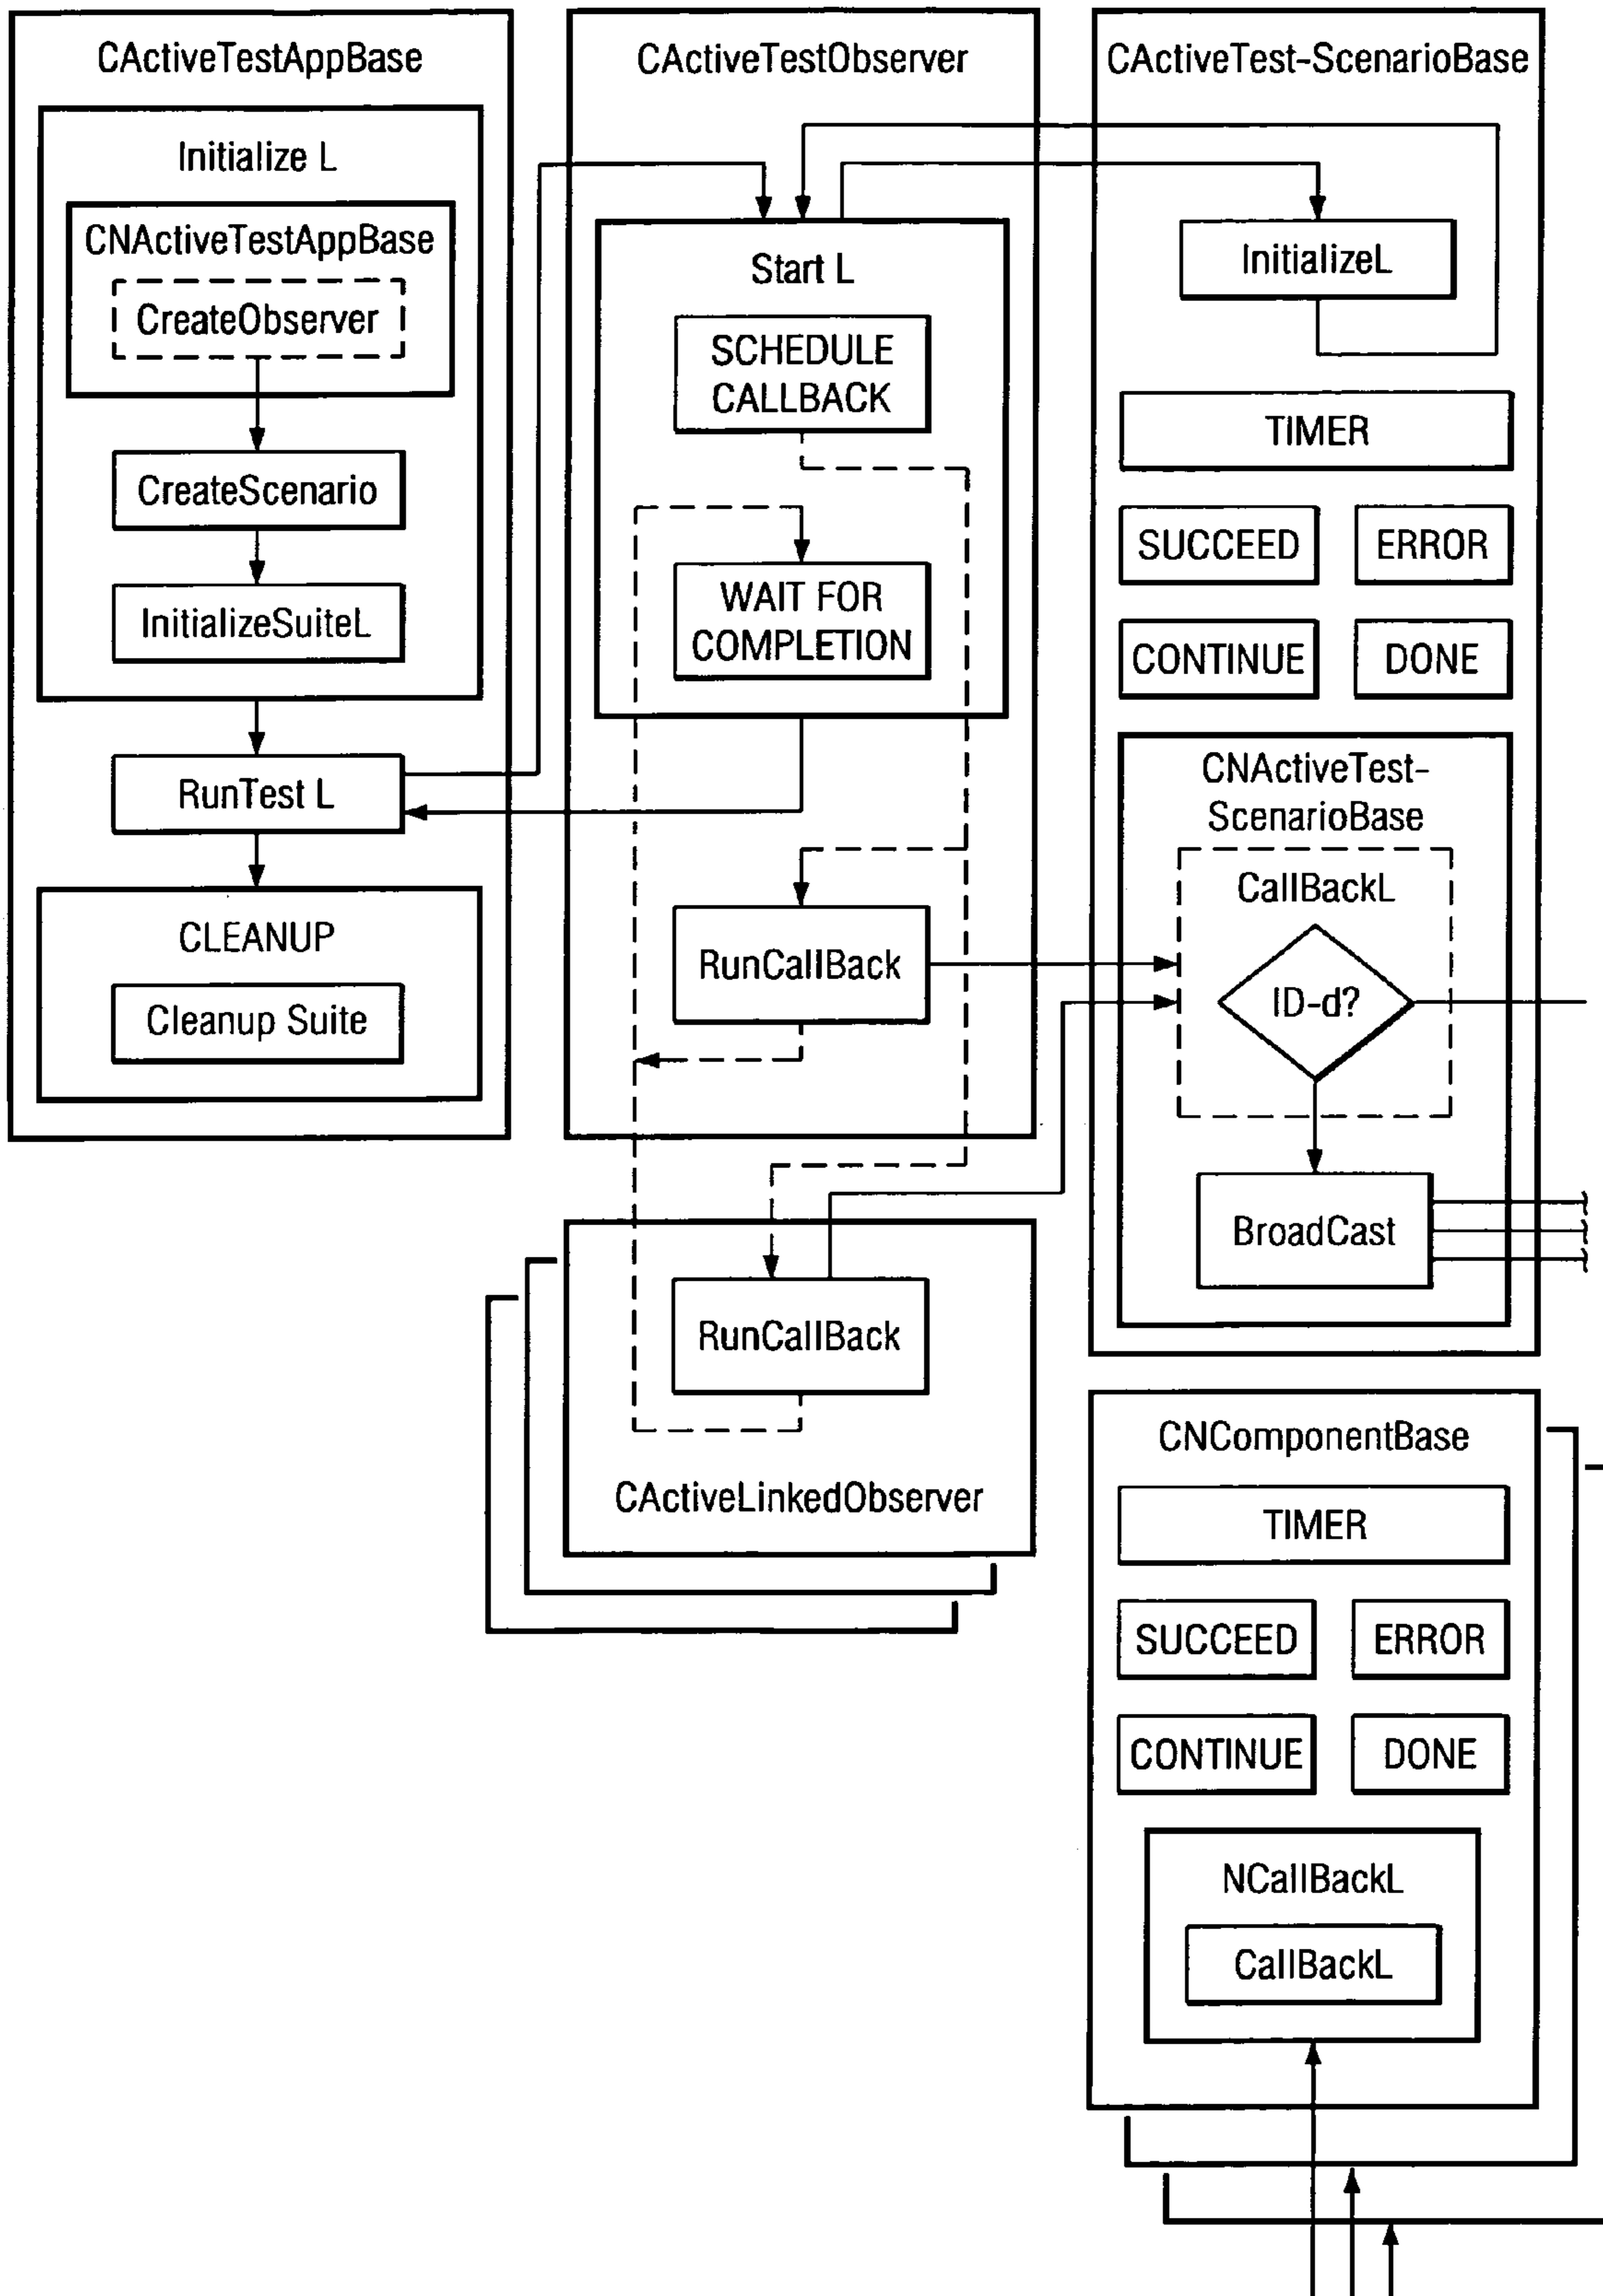 CActiveTestAppBase
Initialize L
CNActiveTestAppBase
CreateObserver
CreateScenario
InitializeSuiteL
RunTest L
CLEANUP
Cleanup Suite
CActiveTestObserver
Start L
SCHEDULE
CALLBACK
WAIT FOR
COMPLETION
RunCallBack
RunCallBack
CActiveLinkedObserver
CActiveTest-ScenarioBase
InitializeL
TIMER
SUCCEED
ERROR
CONTINUE
DONE
CNActiveTest-
ScenarioBase
CallBackL
ID-d?
BroadCast
CNComponentBase
TIMER
SUCCEED
ERROR
CONTINUE
DONE
NCallBackL
CallBackL